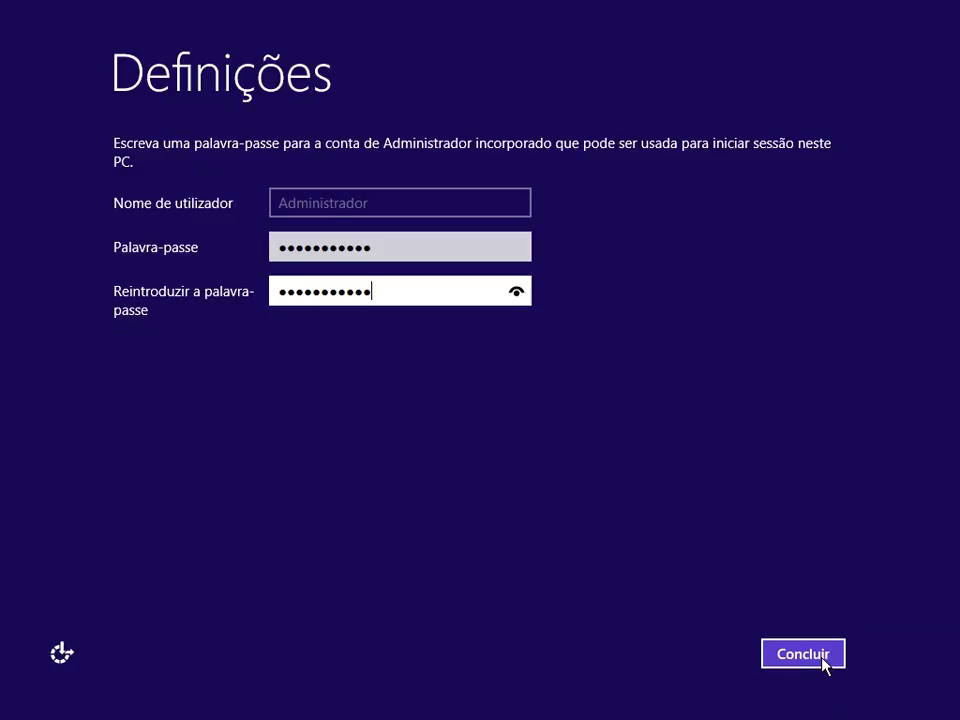 Definições
Escreva uma palavra-passe para a conta de Administrador incorporado que pode ser usada para iniciar sessão neste
PC.
Nome de utilizador
Administrador
Palavra-passe
●●●●●●●●●●●
Reintroduzir a palavra-
passe
●●●●●●●●●●●
Concluir